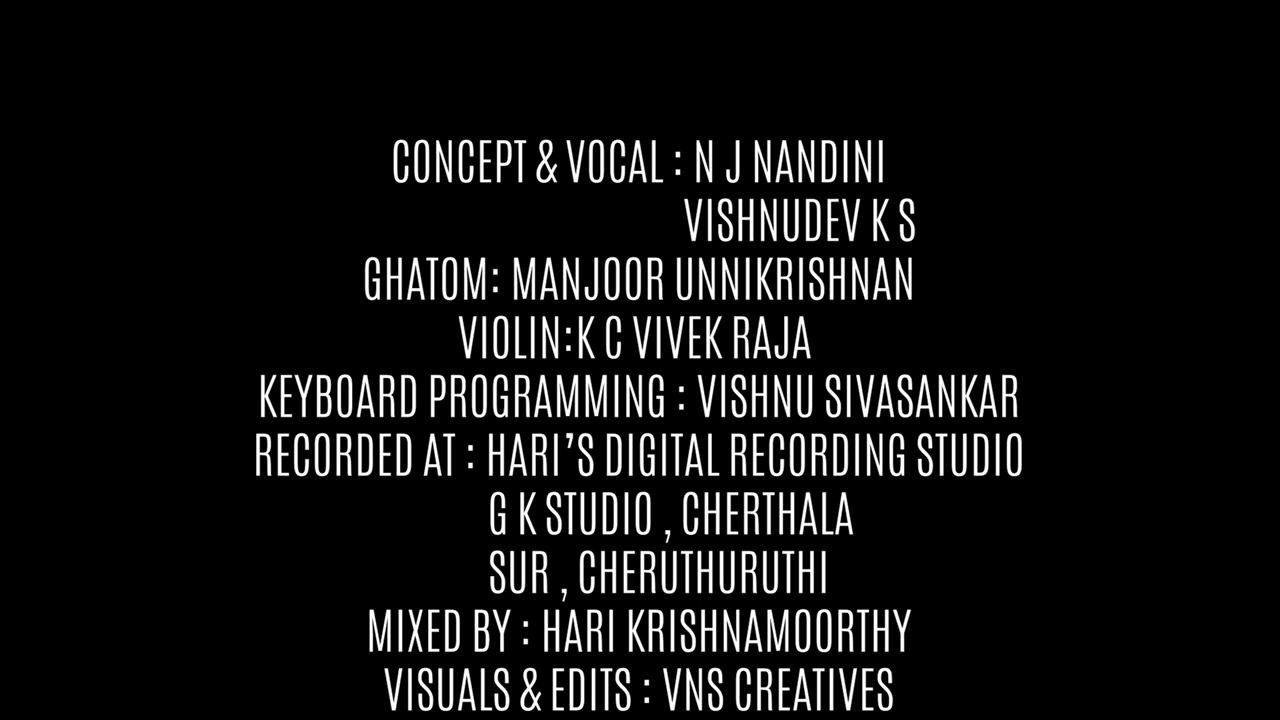 CONCEPT & VOCAL : N J NANDINI
VISHNUDEV K S
GHATOM: MANJOOR UNNIKRISHNAN
VIOLIN:K C VIVEK RAJA
KEYBOARD PROGRAMMING : VISHNU SIVASANKAR
RECORDED AT : HARI’S DIGITAL RECORDING STUDIO
G K STUDIO , CHERTHALA
SUR , CHERUTHURUTHI
MIXED BY : HARI KRISHNAMOORTHY
VISUALS & EDITS : VNS CREATIVES